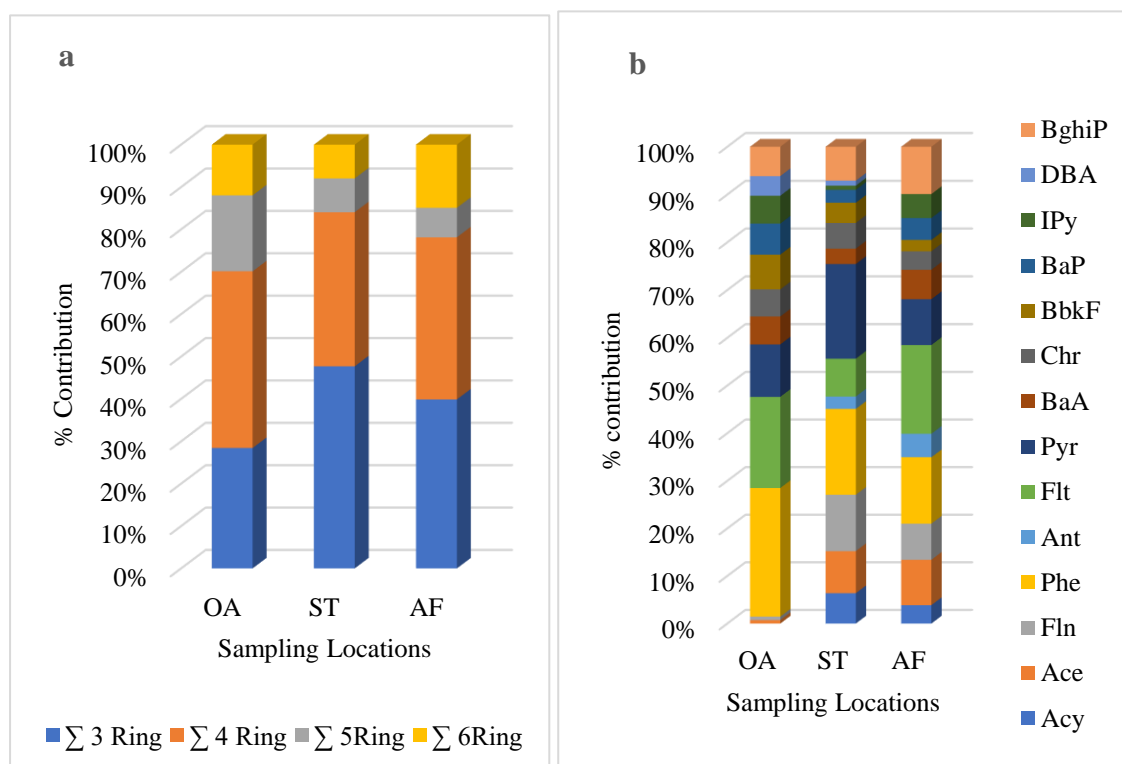 a
100%
90%
80%
70%
60%
50%
40%
30%
20%
10%
0%
% Contribution
OA ST AF
Sampling Locations
∑ 3 Ring ∑ 4 Ring ∑ 5Ring ∑ 6Ring
b
100%
90%
80%
70%
60%
50%
40%
30%
20%
10%
0%
% contribution
OA ST AF
Sampling Locations
BghiP
DBA
IPy
BaP
BbkF
Chr
BaA
Pyr
Flt
Ant
Phe
Fln
Ace
Acy